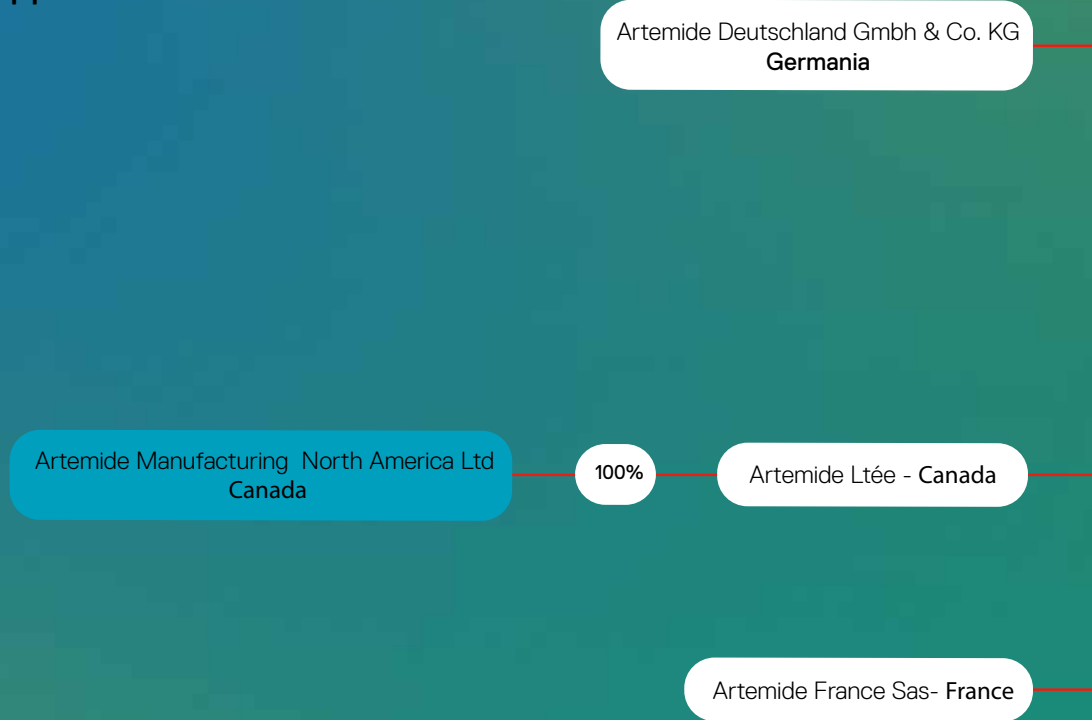 Artemide Deutschland Gmbh & Co. KG
Germania
Artemide Manufacturing North America Ltd
Canada
100%
Artemide Ltée - Canada
Artemide France Sas- France